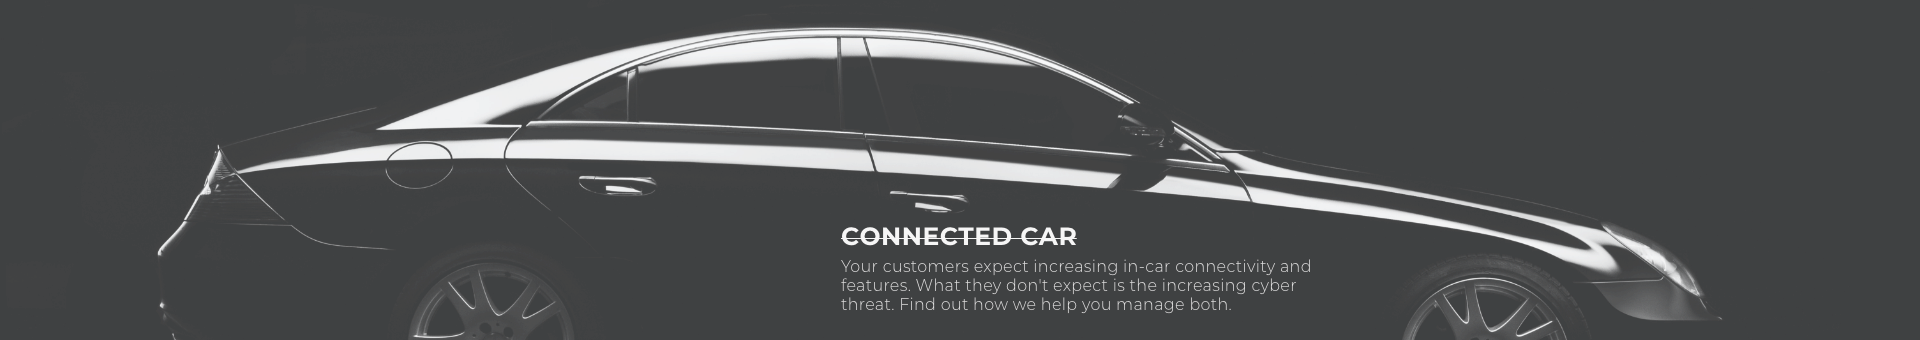 CONNECTED CAR
Your customers expect increasing in-car connectivity and
features. What they don't expect is the increasing cyber
threat. Find out how we help you manage both.